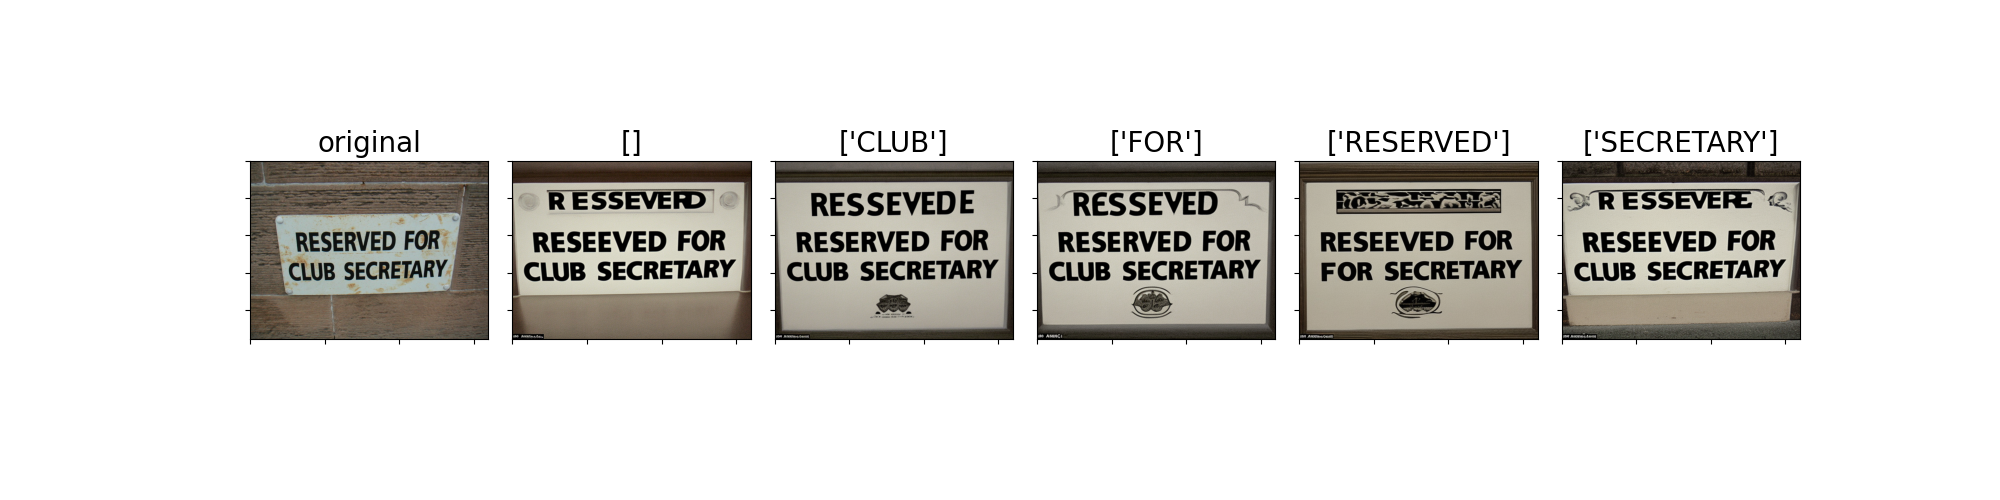 original
[]
['CLUB']
['FOR']
['RESERVED']
['SECRETARY']
RESERVED FOR
CLUB SECRETARY
R ESSEVERD
RESEEVED FOR
CLUB SECRETARY
RESSEVEDE
RESERVED FOR
CLUB SECRETARY
RESSEVED
RESERVED FOR
CLUB SECRETARY
RESEEVED FOR
FOR SECRETARY
R ESSEVERE
RESEEVED FOR
CLUB SECRETARY